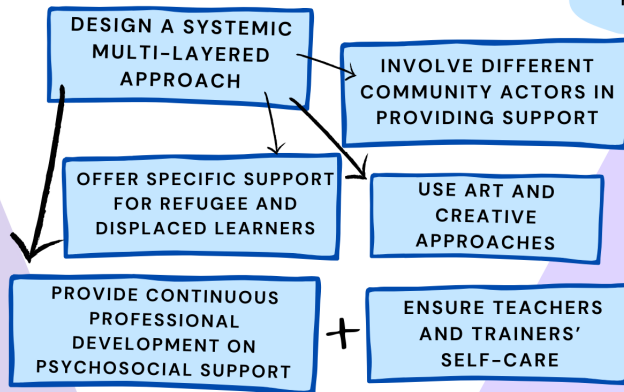 DESIGN A SYSTEMIC
MULTI-LAYERED
APPROACH
INVOLVE DIFFERENT
COMMUNITY ACTORS IN
PROVIDING SUPPORT
OFFER SPECIFIC SUPPORT
FOR REFUGEE AND
DISPLACED LEARNERS
USE ART AND
CREATIVE
APPROACHES
PROVIDE CONTINUOUS
PROFESSIONAL
DEVELOPMENT ON
PSYCHOSOCIAL SUPPORT
+
ENSURE TEACHERS
AND TRAINERS'
SELF-CARE